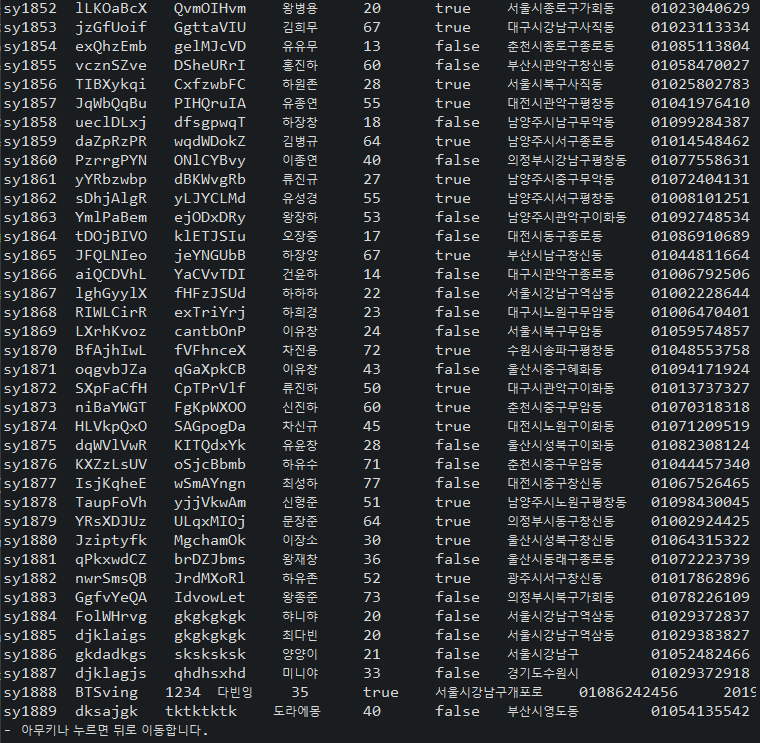 sy1852 lLKOaBcX QvmOIHvm 왕병용 20 true 서울시종로구가회동 01023040629
sy1853 jzGfUoif GgttaVIU 김희무 67 true 대구시강남구사직동 01023113334
sy1854 exQhzEmb gelMJcVD 유유무 13 false 춘천시종로구종로동 01085113804
sy1855 vcznSZve DSheURrI 홍진하 60 false 부산시관악구창신동 01058470027
sy1856 TIBXykqi CxfzwbFC 하원존 28 true 서울시북구사직동 01025802783
sy1857 JqWbQqBu PIHQruIA 유종연 55 true 대전시관악구평창동 01041976410
sy1858 ueclDLxj dfsgpwqT 하장창 18 false 남양주시남구무악동 01099284387
sy1859 daZpRzPR wqdWDokZ 김병규 64 true 남양주시서구종로동 01014548462
sy1860 PzrrgPYN ONlCYBvy 이종연 40 false 의정부시강남구평창동 01077558631
sy1861 yYRbzwbp dBKWvgRb 류진규 27 true 남양주시중구무악동 01072404131
sy1862 sDhjAlgR yLJYCLMd 유성경 55 true 남양주시서구평창동 01008101251
sy1863 YmlPaBem ejODxDRy 왕장하 53 false 남양주시관악구이화동 01092748534
sy1864 tDOjBIVO klETJSIu 오장중 17 false 대전시동구종로동 01086910689
sy1865 JFQLNIeo jeYNGUbB 하장양 67 true 부산시남구창신동 01044811664
sy1866 aiQCDVhL YaCVvTDI 건윤하 14 false 대구시관악구종로동 01006792506
sy1867 lghGyylX fHFzJSUd 하하하 22 false 서울시강남구역삼동 01002228644
sy1868 RIWLCirR exTriYrj 하희경 23 false 대구시노원구무암동 01006470401
sy1869 LXrhKvoz cantbOnP 이유창 24 false 서울시북구무암동 01059574857
sy1870 BfAjhIwL fVFhnceX 차진용 72 true 수원시송파구평창동 01048553758
sy1871 oqgvbJZa qGaXpkCB 이유창 43 false 울산시중구혜화동 01094171924
sy1872 SXpFaCfH CpTPrVlf 류진하 50 true 대구시관악구이화동 01013737327
sy1873 niBaYWGT FgKpWXOO 신진하 60 true 춘천시중구무암동 01070318318
sy1874 HLVkpQxO SAGpogDa 차신규 45 true 대전시노원구이화동 01071209519
sy1875 dqWVlVwR KITQdxYk 유윤창 28 false 울산시성북구이화동 01082308124
sy1876 KXZzLsUV oSjcBbmb 하유수 71 false 춘천시중구무암동 01044457340
sy1877 IsjKqheE wSmAYngn 최성하 77 false 대전시중구창신동 01067526465
sy1878 TaupFoVh yjjVkwAm 신형준 51 true 남양주시노원구평창동 01098430045
sy1879 YRsXDJUz ULqxMIOj 문장준 64 true 의정부시동구창신동 01002924425
sy1880 Jziptyfk MgchamOk 이장소 30 true 울산시성북구창신동 01064315322
sy1881 qPkxwdCZ brDZJbms 왕재창 36 false 울산시동래구종로동 01072223739
sy1882 nwrSmsQB JrdMXoRl 하유존 52 true 광주시서구창신동 01017862896
sy1883 GgfvYeQA IdvowLet 왕종준 73 false 의정부시북구가회동 01078226109
sy1884 FolWHrvg gkgkgkgk 하니하 20 false 서울시강남구역삼동 01029372837
sy1885 djklaigs gkgkgkgk 최다빈 20 false 서울시강남구역삼동 01029383827
sy1886 gkdadkgs sksksksk 양양이 21 false 서울시강남구 01052482466
sy1887 djklagjs qhdhsxhd 미니야 33 false 경기도수원시 01029372918
sy1888 BTSving 1234 다빈잉 35 true 서울시강남구개포로 01086242456 2019
sy1889 dksajgk tktktktk 도라에몽 40 false 부산시영도동 01054135542
- 아무키나 누르면 뒤로 이동합니다.